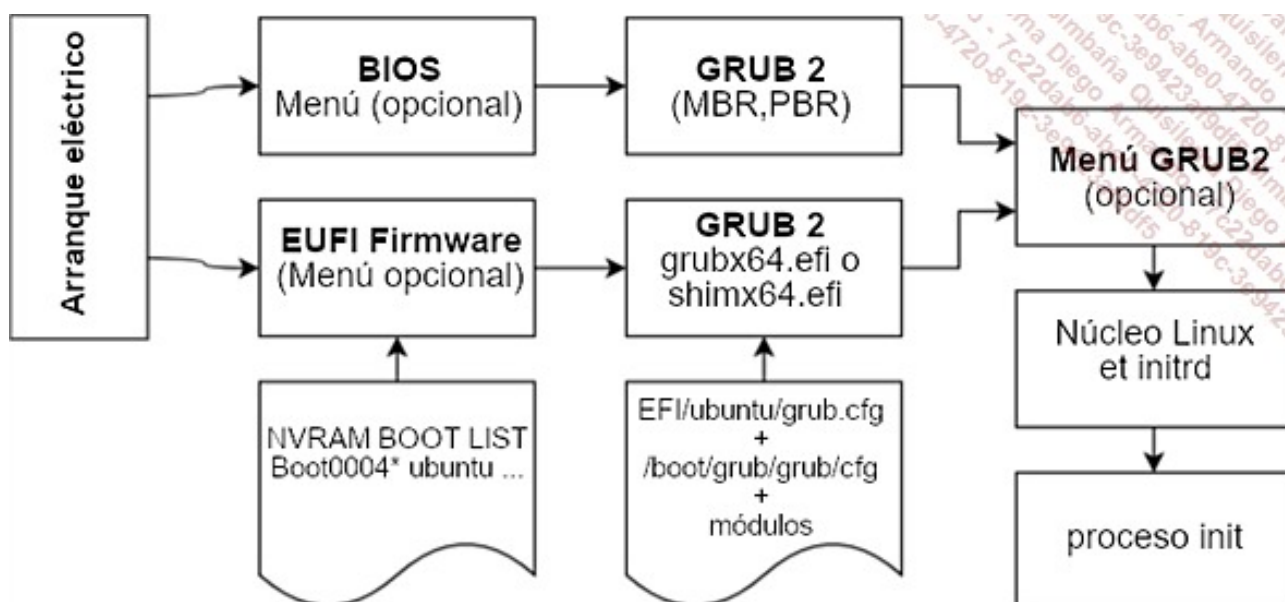 Arranque eléctrico
BIOS
Menú (opcional)
GRUB 2
(MBR,PBR)
EUFI Firmware
(Menú opcional)
GRUB 2
grubx64.efi o
shimx64.efi
Menú GRUB2
(opcional)
NVRAM BOOT LIST
Boot0004* ubuntu ...
EFI/ubuntu/grub.cfg
+
/boot/grub/grub/cfg
+
módulos
Núcleo Linux
et initrd
proceso init